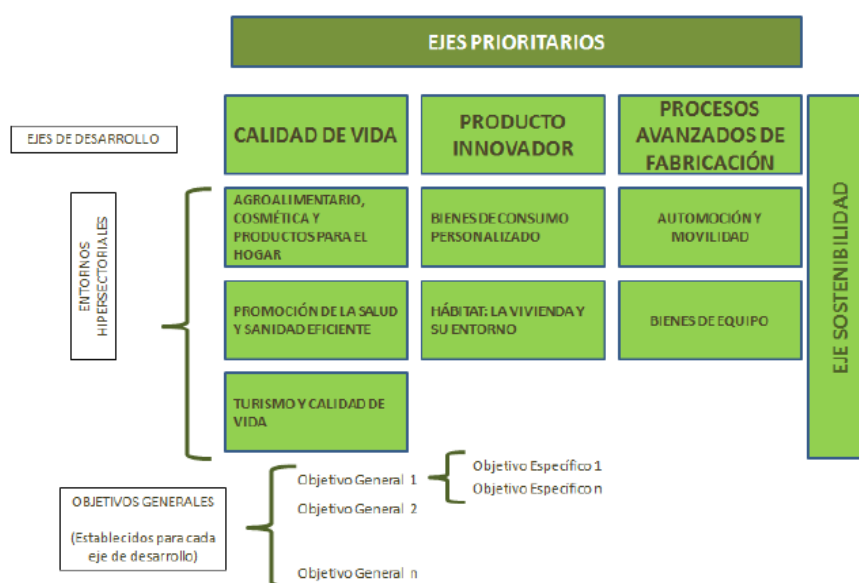 EJES PRIORITARIOS
EJES DE DESARROLLO
CALIDAD DE VIDA
PRODUCTO
INNOVADOR
PROCESOS
AVANZADOS DE
FABRICACIÓN
EJE SOSTENIBILIDAD
ENTORNOS
HIPERSECTORIALES
AGROALIMENTARIO,
COSMÉTICA Y
PRODUCTOS PARA EL
HOGAR
BIENES DE CONSUMO
PERSONALIZADO
AUTOMOCIÓN Y
MOVILIDAD
PROMOCIÓN DE LA SALUD
Y SANIDAD EFICIENTE
HÁBITAT: LA VIVIENDA Y
SU ENTORNO
BIENES DE EQUIPO
TURISMO Y CALIDAD DE
VIDA
OBJETIVOS GENERALES
(Establecidos para cada
eje de desarrollo)
Objetivo General 1
Objetivo Específico 1
Objetivo Específico n
Objetivo General 2
Objetivo General n